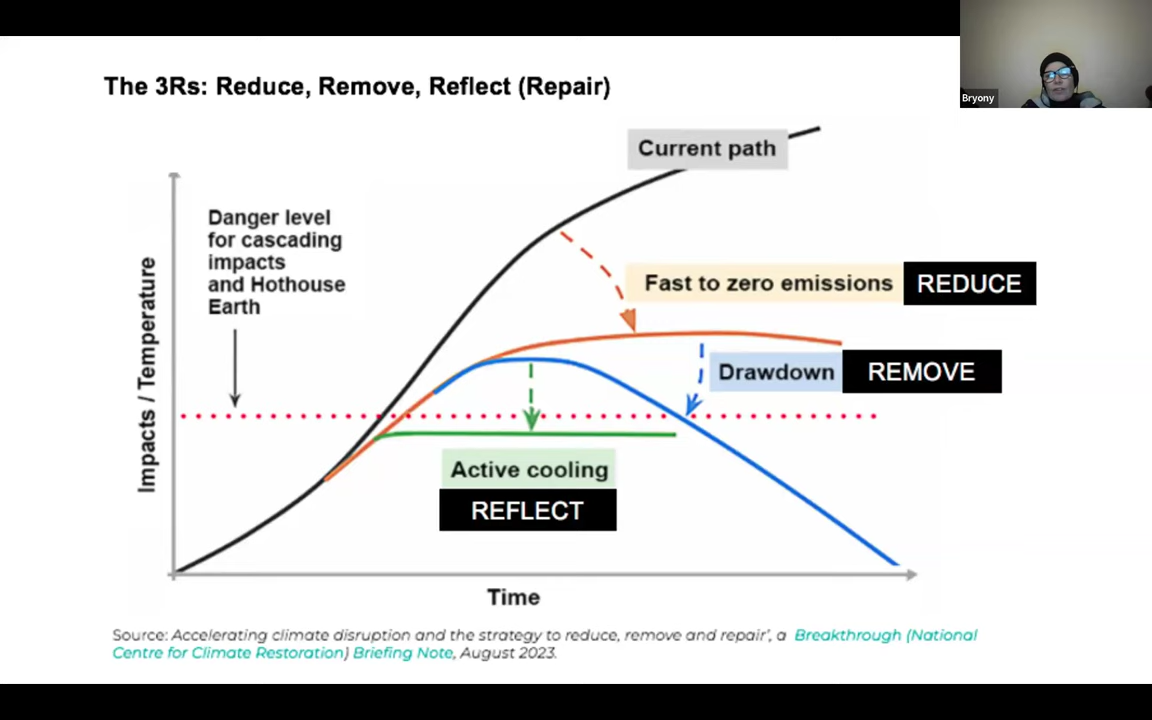 The 3Rs: Reduce, Remove, Reflect (Repair)
Bryony
Current path
Danger level
for cascading
impacts
and Hothouse
Earth
Impacts / Temperature
Fast to zero emissions
REDUCE
Drawdown
REMOVE
Active cooling
REFLECT
Time
Source: Accelerating climate disruption and the strategy to reduce, remove and repair', a Breakthrough (National
Centre for Climate Restoration) Briefing Note, August 2023.